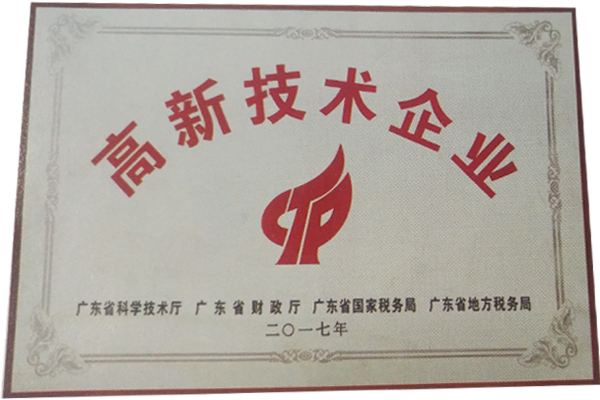 高新技术企业
广东省科学技术厅 广东省财政厅 广东省国家税务局 广东省地方税务局
二〇一七年